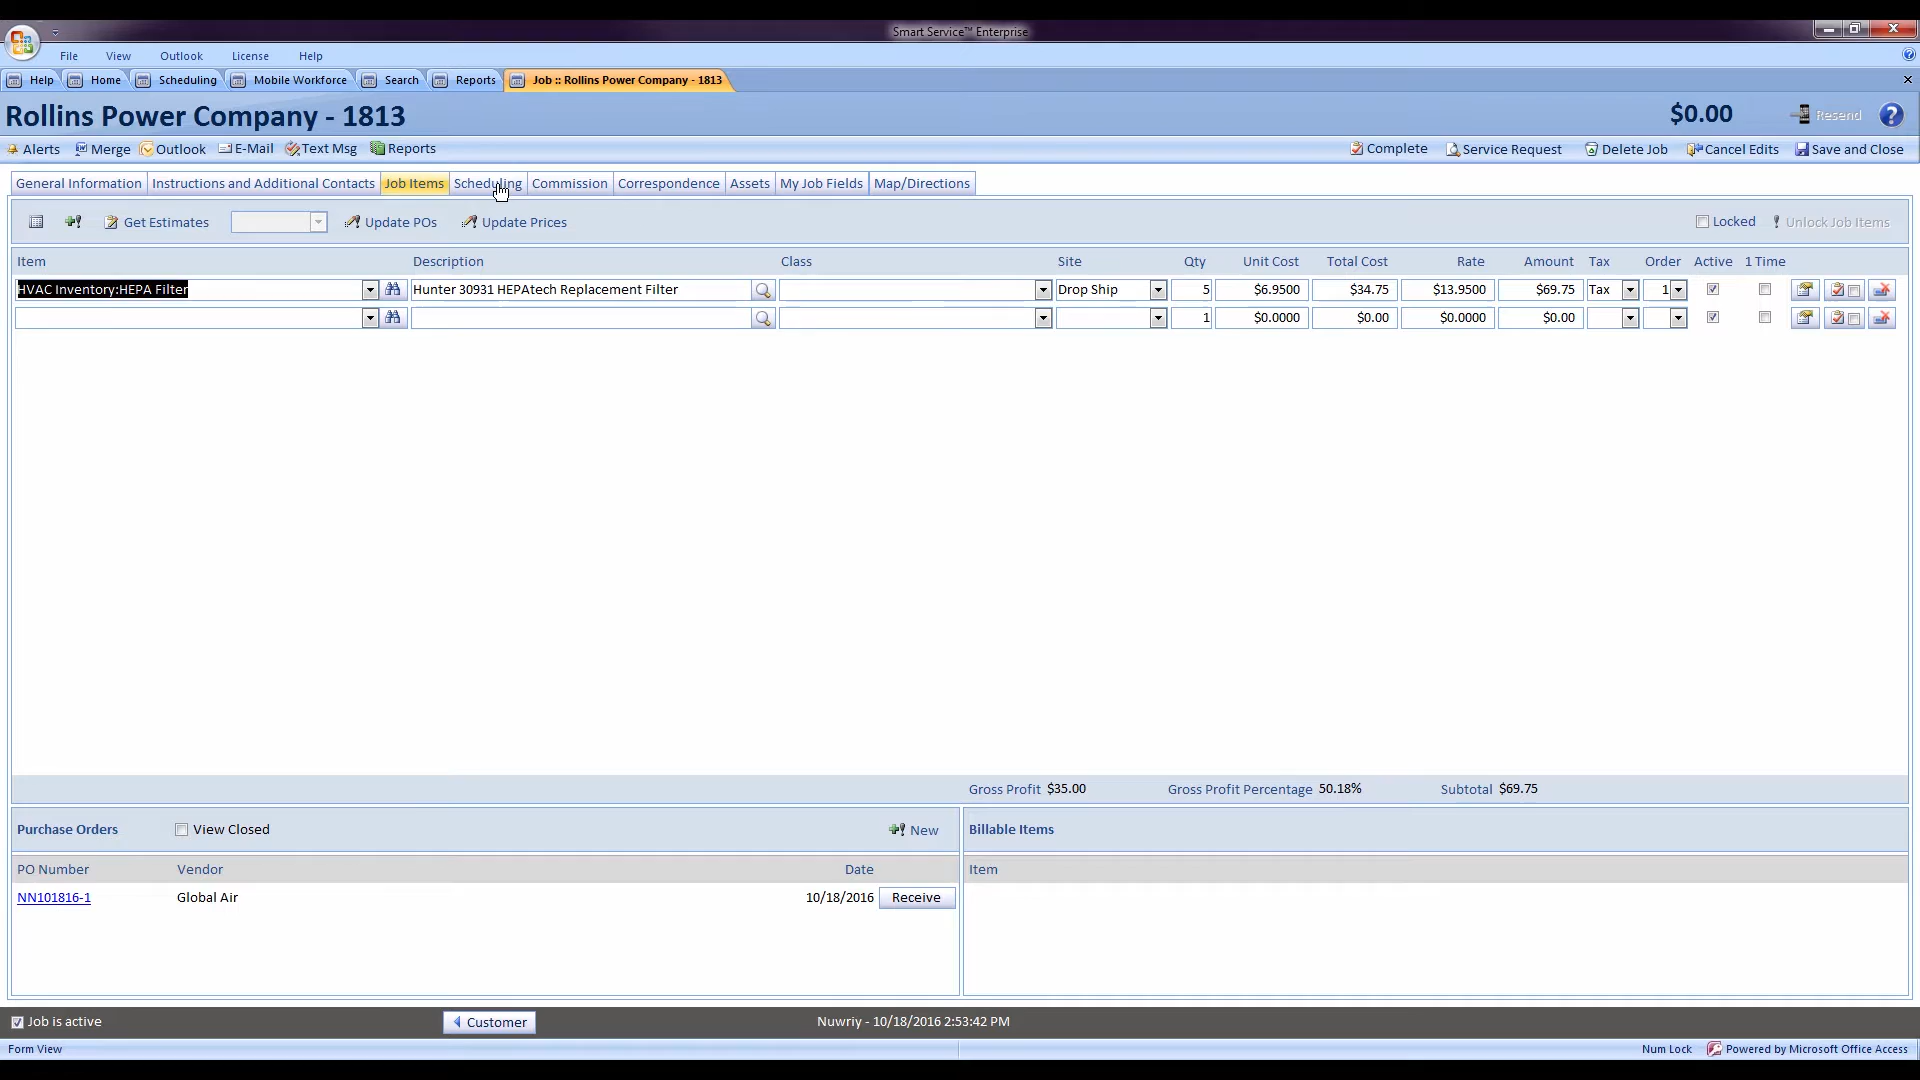 Smart Service™ Enterprise
File View Outlook License Help
Help Home Scheduling Mobile Workforce Search Reports Job :: Rollins Power Company - 1813
Rollins Power Company - 1813 $0.00 Resend
Alerts Merge Outlook E-Mail Text Msg Reports Complete Service Request Delete Job Cancel Edits Save and Close
General Information Instructions and Additional Contacts Job Items Scheduling Commission Correspondence Assets My Job Fields Map/Directions
Get Estimates Update POs Update Prices Locked Unlock Job Items
Item Description Class Site Qty Unit Cost Total Cost Rate Amount Tax Order Active 1 Time
HVAC Inventory:HEPA Filter Hunter 30931 HEPAtech Replacement Filter Drop Ship 5 $6.9500 $34.75 $13.9500 $69.75 Tax 1
1 $0.0000 $0.00 $0.0000 $0.00
Gross Profit $35.00 Gross Profit Percentage 50.18% Subtotal $69.75
Purchase Orders View Closed New Billable Items
PO Number Vendor Date Item
NN101816-1 Global Air 10/18/2016 Receive
Job is active Customer Nuwriy - 10/18/2016 2:53:42 PM
Form View Num Lock Powered by Microsoft Office Access